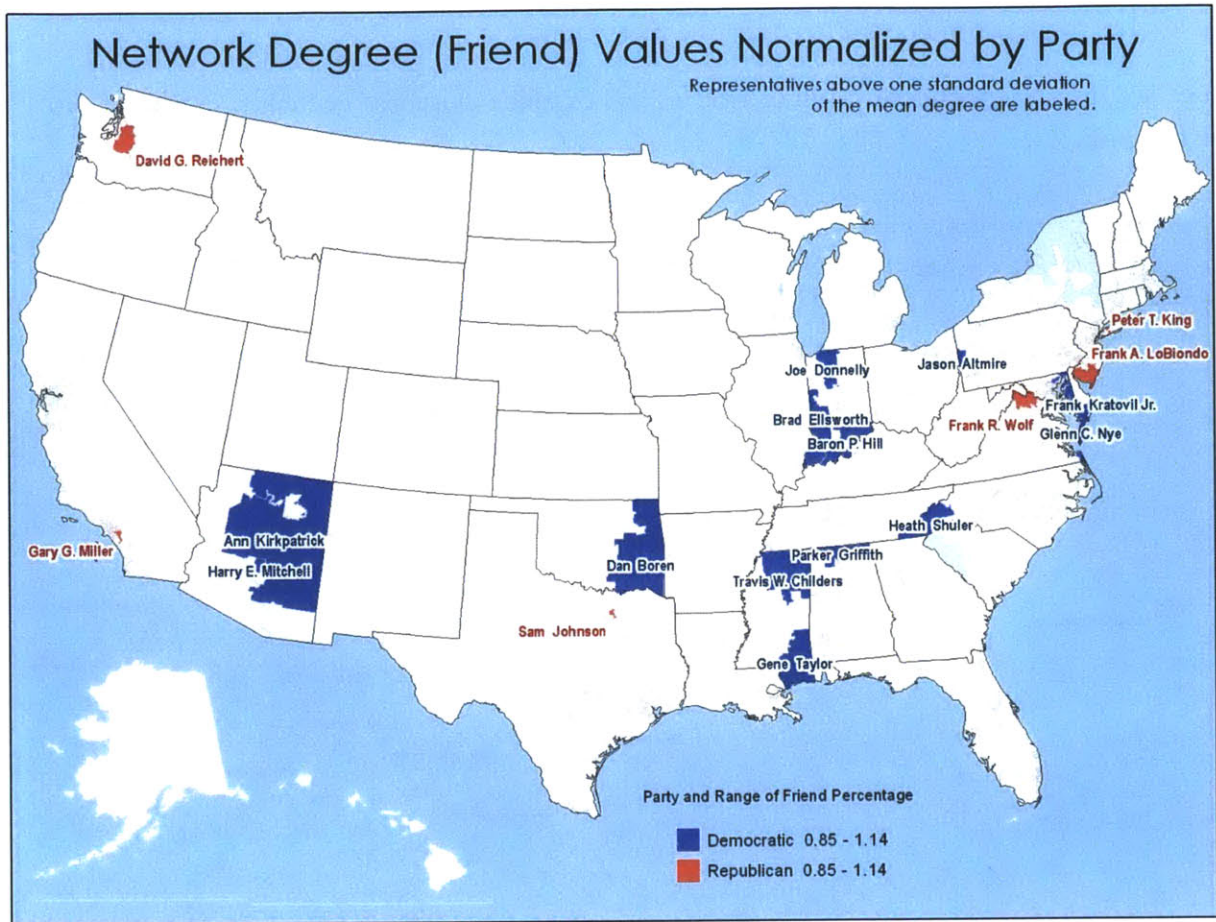 Network Degree (Friend) Values Normalized by Party
Representatives above one standard deviation
of the mean degree are labeled.
David G. Reichert
Peter T. King
Frank A. LoBiondo
Jason Altmire
Joe Donnelly
Frank Kratovil Jr.
Brad Ellsworth
Frank R. Wolf
Glenn C. Nye
Baron P. Hill
Heath Shuler
Ann Kirkpatrick
Gary G. Miller
Parker Griffith
Dan Boren
Harry E. Mitchell
Travis W. Childers
Sam Johnson
Gene Taylor
Party and Range of Friend Percentage
Democratic 0.85 - 1.14
Republican 0.85 - 1.14